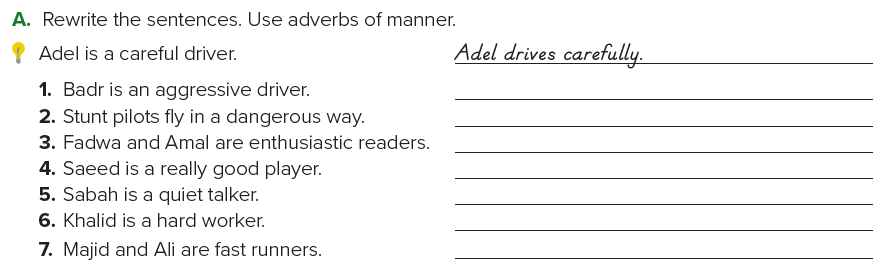 A. Rewrite the sentences. Use adverbs of manner.
Adel is a careful driver. Adel drives carefully.
1. Badr is an aggressive driver.
2. Stunt pilots fly in a dangerous way.
3. Fadwa and Amal are enthusiastic readers.
4. Saeed is a really good player.
5. Sabah is a quiet talker.
6. Khalid is a hard worker.
7. Majid and Ali are fast runners.